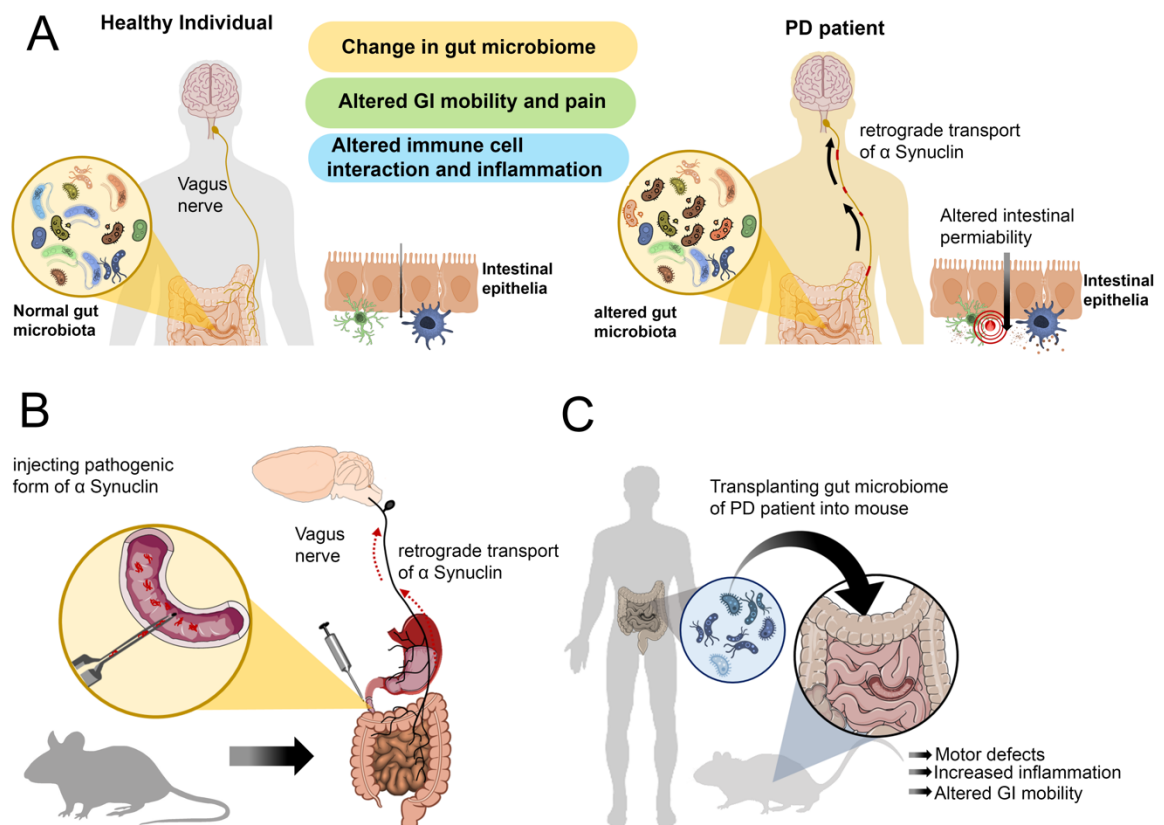 A
Healthy Individual
Change in gut microbiome
Altered GI mobility and pain
Altered immune cell
interaction and inflammation
PD patient
Vagus
nerve
Normal gut
microbiota
Intestinal
epithelia
retrograde transport
of α Synuclin
Altered intestinal
permiability
altered gut
microbiota
Intestinal
epithelia
B
injecting pathogenic
form of α Synuclin
Vagus
nerve
retrograde transport
of α Synuclin
C
Transplanting gut microbiome
of PD patient into mouse
Motor defects
Increased inflammation
Altered GI mobility